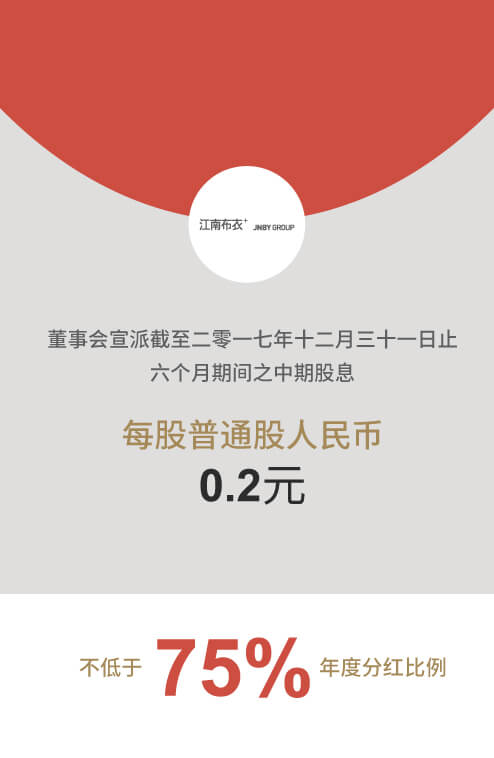 江南布衣+ JNBY GROUP
董事会宣派截至二零一七年十二月三十一日止
六个月期间之中期股息
每股普通股人民币
0.2元
不低于 75% 年度分红比例